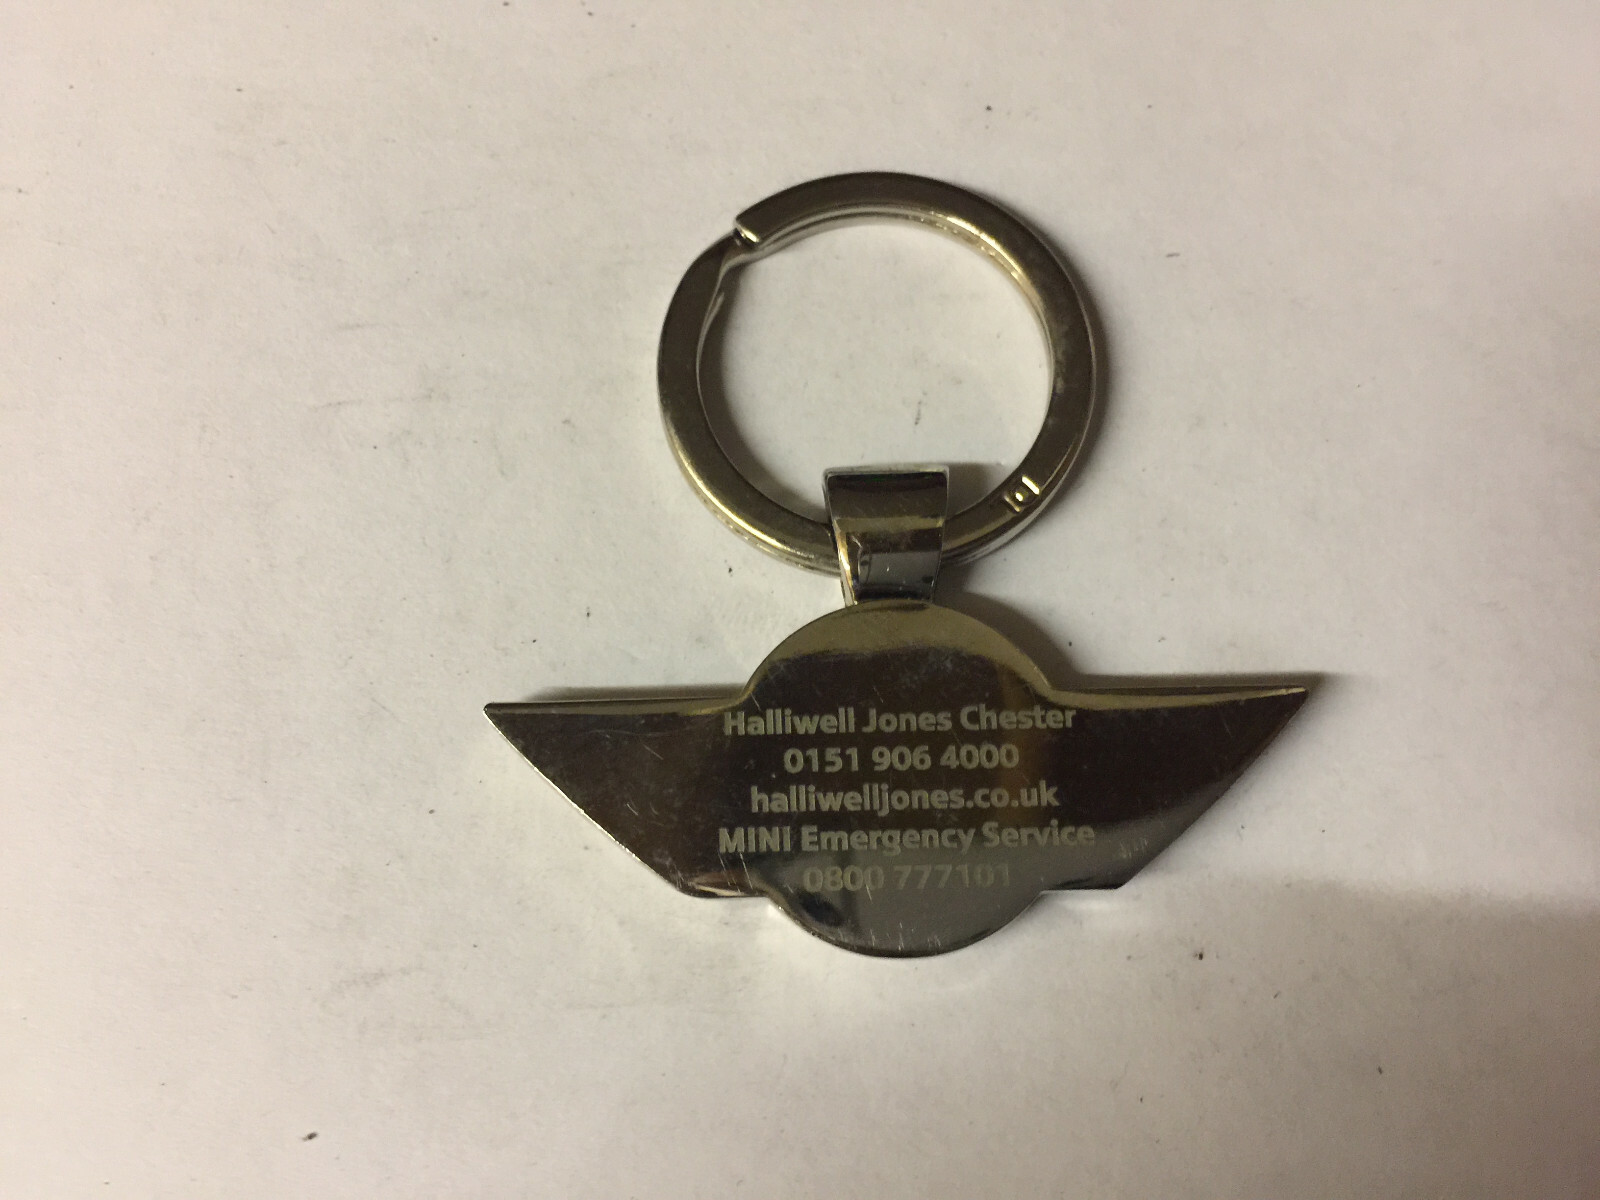 Halliwell Jones Chester
0151 906 4000
halliwelljones.co.uk
MINI Emergency Service
0800 777101